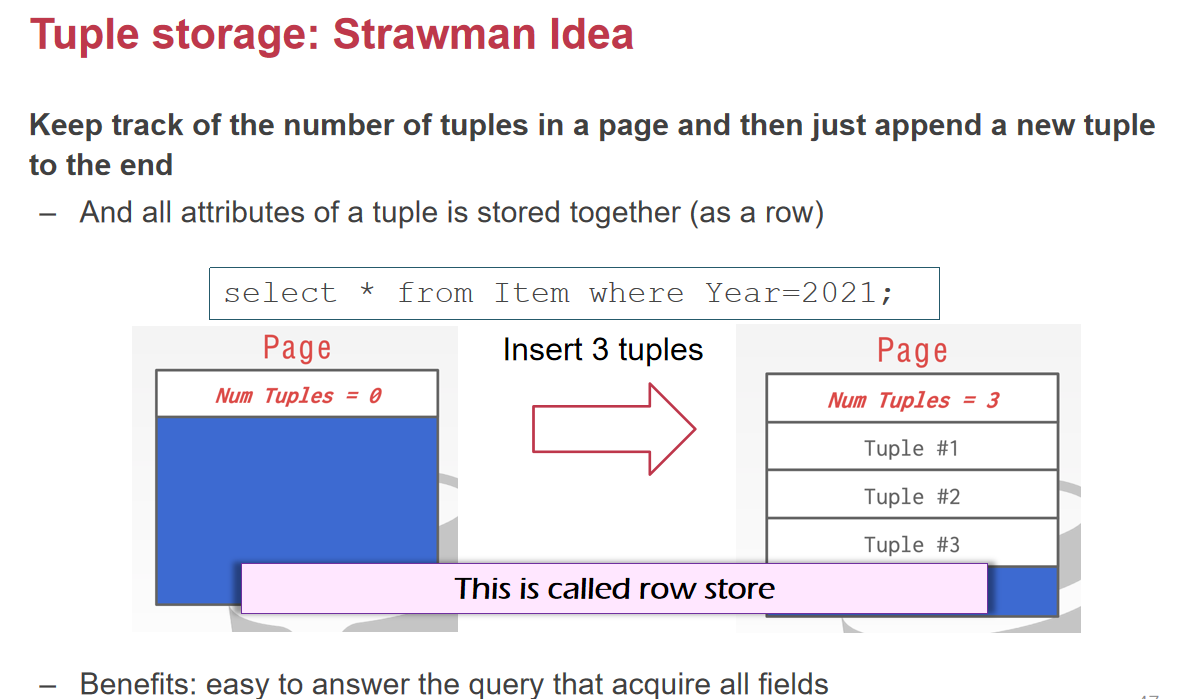 Tuple storage: Strawman Idea
Keep track of the number of tuples in a page and then just append a new tuple
to the end
– And all attributes of a tuple is stored together (as a row)
select * from Item where Year=2021;
Page
Num Tuples = 0
Insert 3 tuples
Page
Num Tuples = 3
Tuple #1
Tuple #2
Tuple #3
This is called row store
– Benefits: easy to answer the query that acquire all fields